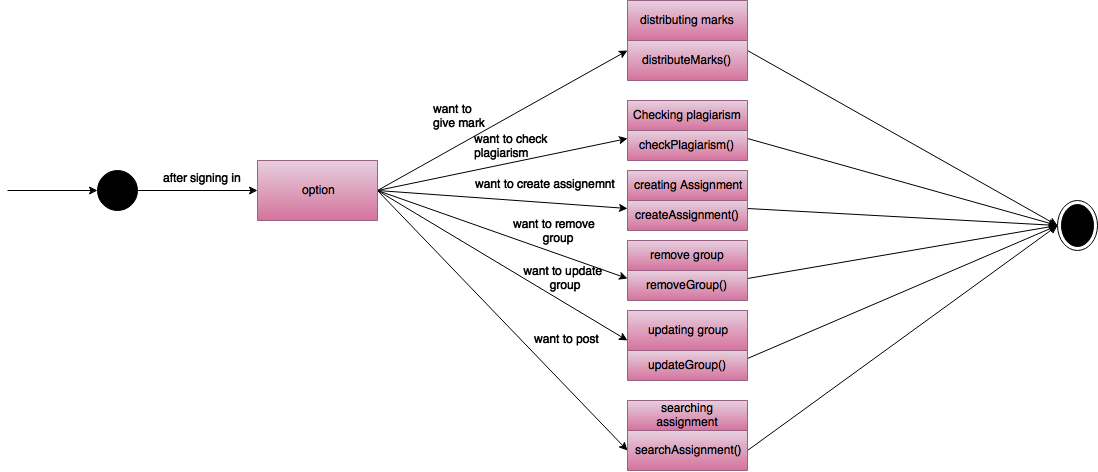 distributing marks
distributeMarks()
want to
give mark
Checking plagiarism
want to check
plagiarism
checkPlagiarism()
after signing in
option
want to create assignemnt
creating Assignment
createAssignment()
want to remove
group
remove group
removeGroup()
want to update
group
updating group
want to post
updateGroup()
searching
assignment
searchAssignment()